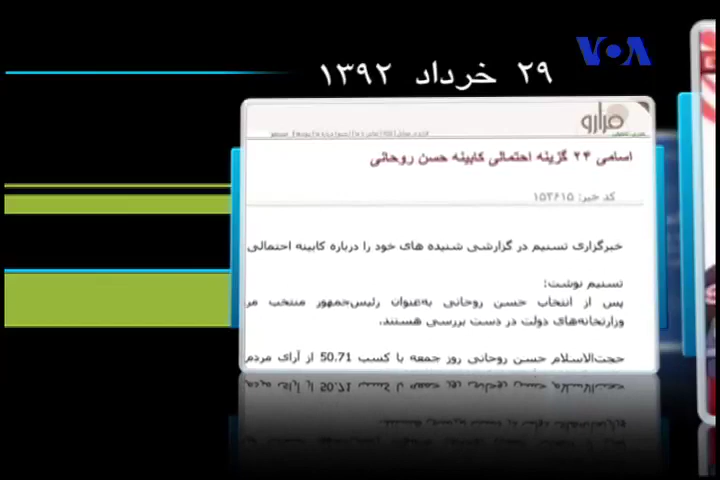 VOA
۲۹ خرداد ۱۳۹۲
فرارو
اسامی ۲۴ گزینه احتمالی کابینه حسن روحانی
کد خبر: ۱۵۳۶۱۵
خبرگزاری تسنیم در گزارشی شنیده های خود را درباره کابینه احتمالی
تسنیم نوشت:
پس از انتخاب حسن روحانی به‌عنوان رئیس‌جمهور منتخب مر
وزارتخانه‌های دولت در دست بررسی هستند.
حجت‌الاسلام حسن روحانی روز جمعه با کسب 50.71 از آرای مردم